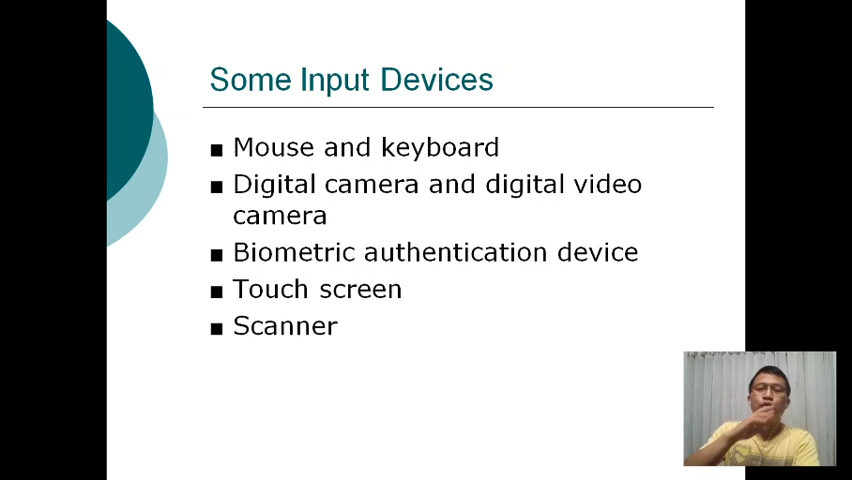 Some Input Devices
Mouse and keyboard
Digital camera and digital video
camera
Biometric authentication device
Touch screen
Scanner